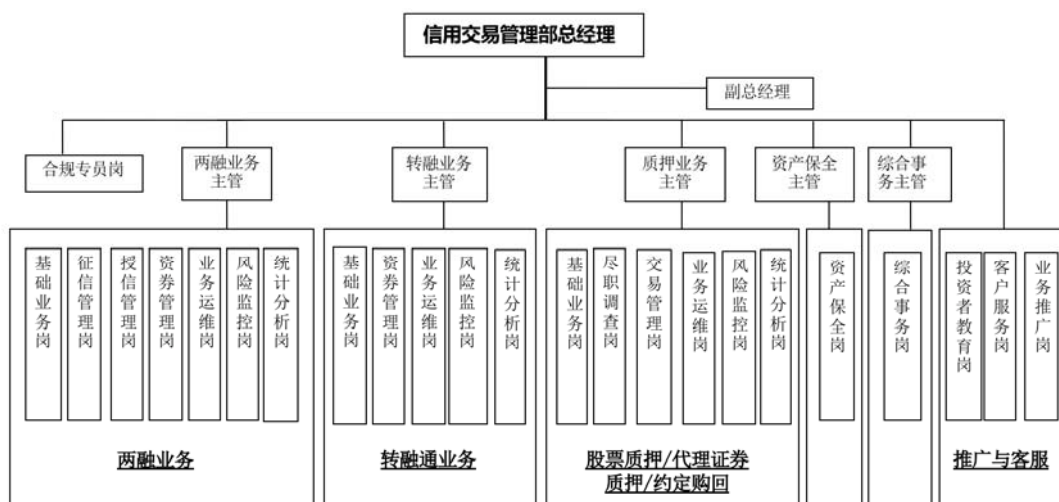 信用交易管理部总经理
副总经理
合规专员岗
两融业务
主管
转融业务
主管
质押业务
主管
资产保全
主管
综合事
务主管
基础业务岗
征信管理岗
授信管理岗
资券管理岗
业务运维岗
风险监控岗
统计分析岗
两融业务
基础业务岗
资券管理岗
业务运维岗
风险监控岗
统计分析岗
转融通业务
基础业务岗
尽职调查岗
交易管理岗
业务运维岗
风险监控岗
统计分析岗
股票质押/代理证券
质押/约定购回
资产保全岗
综合事务岗
投资者教育岗
客户服务岗
业务推广岗
推广与客服